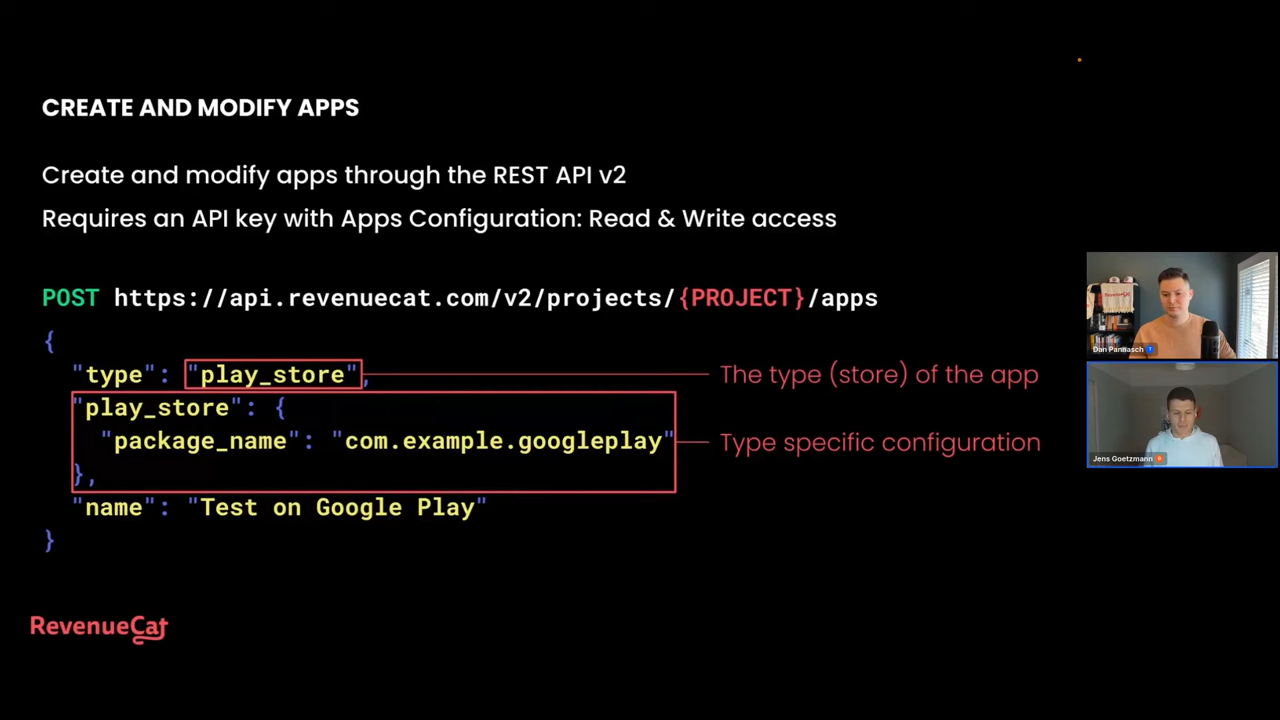 CREATE AND MODIFY APPS
Create and modify apps through the REST API v2
Requires an API key with Apps Configuration: Read & Write access
POST https://api.revenuecat.com/v2/projects/{PROJECT}/apps
{
"type": "play_store",
The type (store) of the app
"play_store": {
"package_name": "com.example.googleplay"
Type specific configuration
},
"name": "Test on Google Play"
}
RevenueCat
RevenueCat
Dan Pannasch
Jens Goetzmann